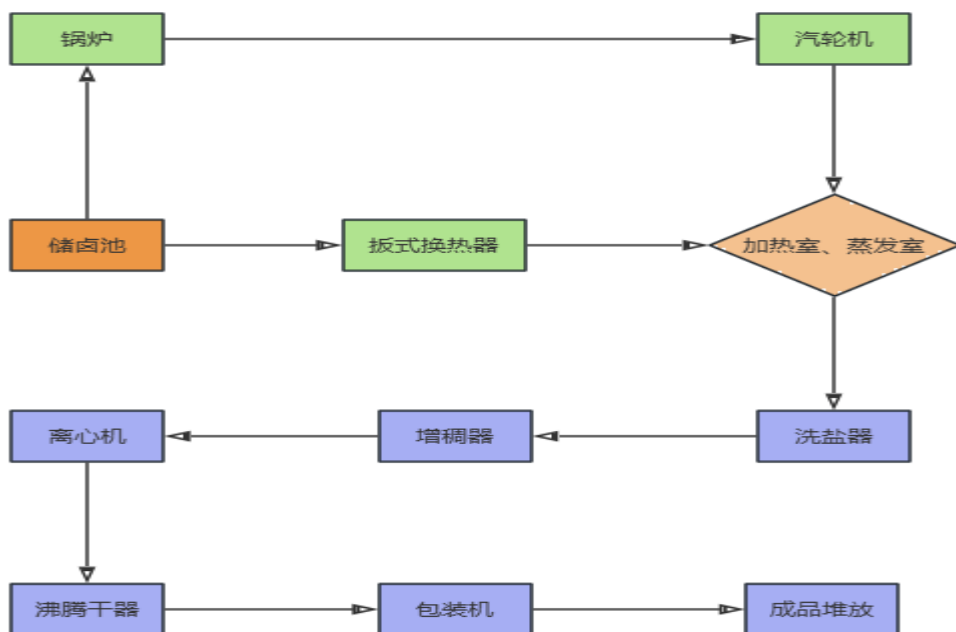 锅炉
汽轮机
储卤池
扳式换热器
加热室、蒸发室
离心机
增稠器
洗盐器
沸腾干器
包装机
成品堆放